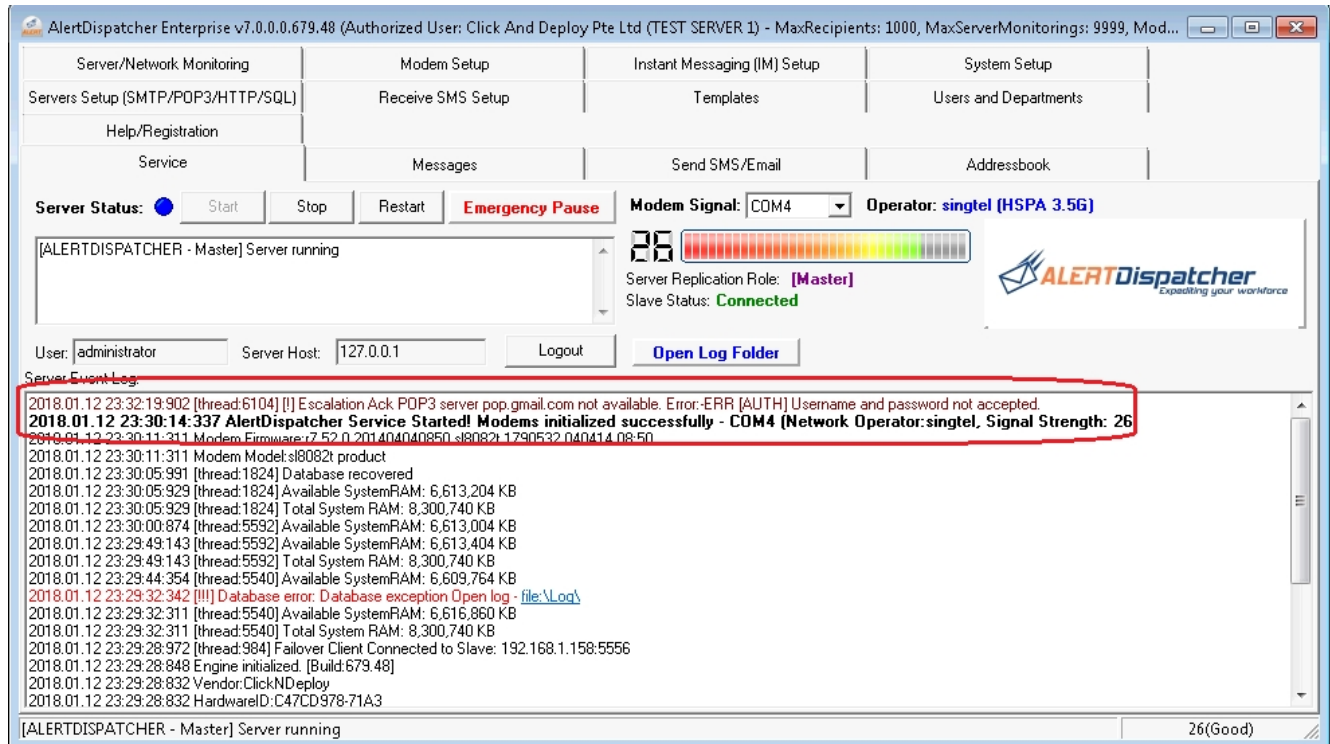 AlertDispatcher Enterprise v7.0.0.0.679.48 (Authorized User: Click And Deploy Pte Ltd (TEST SERVER 1) - MaxRecipients: 1000, MaxServerMonitorings: 9999, Mod...
Server/Network Monitoring Modem Setup Instant Messaging (IM) Setup System Setup
Servers Setup (SMTP/POP3/HTTP/SQL) Receive SMS Setup Templates Users and Departments
Help/Registration
Service Messages Send SMS/Email Addressbook
Server Status: Start Stop Restart Emergency Pause Modem Signal: COM4 Operator: singtel (HSPA 3.5G)
[ALERTDISPATCHER - Master] Server running
26
ALERTDispatcher
Expediting your workforce
Server Replication Role: [Master]
Slave Status: Connected
User: administrator Server Host: 127.0.0.1 Logout Open Log Folder
Server Event Log:
2018.01.12 23:32:19:902 [thread:6104] [!] Escalation Ack POP3 server pop.gmail.com not available. Error:-ERR [AUTH] Username and password not accepted.
2018.01.12 23:30:14:337 AlertDispatcher Service Started! Modems initialized successfully - COM4 (Network Operator:singtel, Signal Strength: 26
2018.01.12 23:30:11:311 Modem Firmware:r7.52.0.201404040850.sl8082t.1790532.040414.08:50
2018.01.12 23:30:11:311 Modem Model:sl8082t product
2018.01.12 23:30:05:991 [thread:1824] Database recovered
2018.01.12 23:30:05:929 [thread:1824] Available SystemRAM: 6,613,204 KB
2018.01.12 23:30:05:929 [thread:1824] Total System RAM: 8,300,740 KB
2018.01.12 23:30:00:874 [thread:5592] Available SystemRAM: 6,613,004 KB
2018.01.12 23:29:49:143 [thread:5592] Available SystemRAM: 6,613,404 KB
2018.01.12 23:29:49:143 [thread:5592] Total System RAM: 8,300,740 KB
2018.01.12 23:29:44:354 [thread:5540] Available SystemRAM: 6,609,764 KB
2018.01.12 23:29:32:342 [!!!] Database error: Database exception Open log - file:\Log\
2018.01.12 23:29:32:311 [thread:5540] Available SystemRAM: 6,616,860 KB
2018.01.12 23:29:32:311 [thread:5540] Total System RAM: 8,300,740 KB
2018.01.12 23:29:28:972 [thread:984] Failover Client Connected to Slave: 192.168.1.158:5556
2018.01.12 23:29:28:848 Engine initialized. [Build:679.48]
2018.01.12 23:29:28:832 Vendor:ClickNDeploy
2018.01.12 23:29:28:832 HardwareID:C47CD978-71A3
[ALERTDISPATCHER - Master] Server running 26(Good)